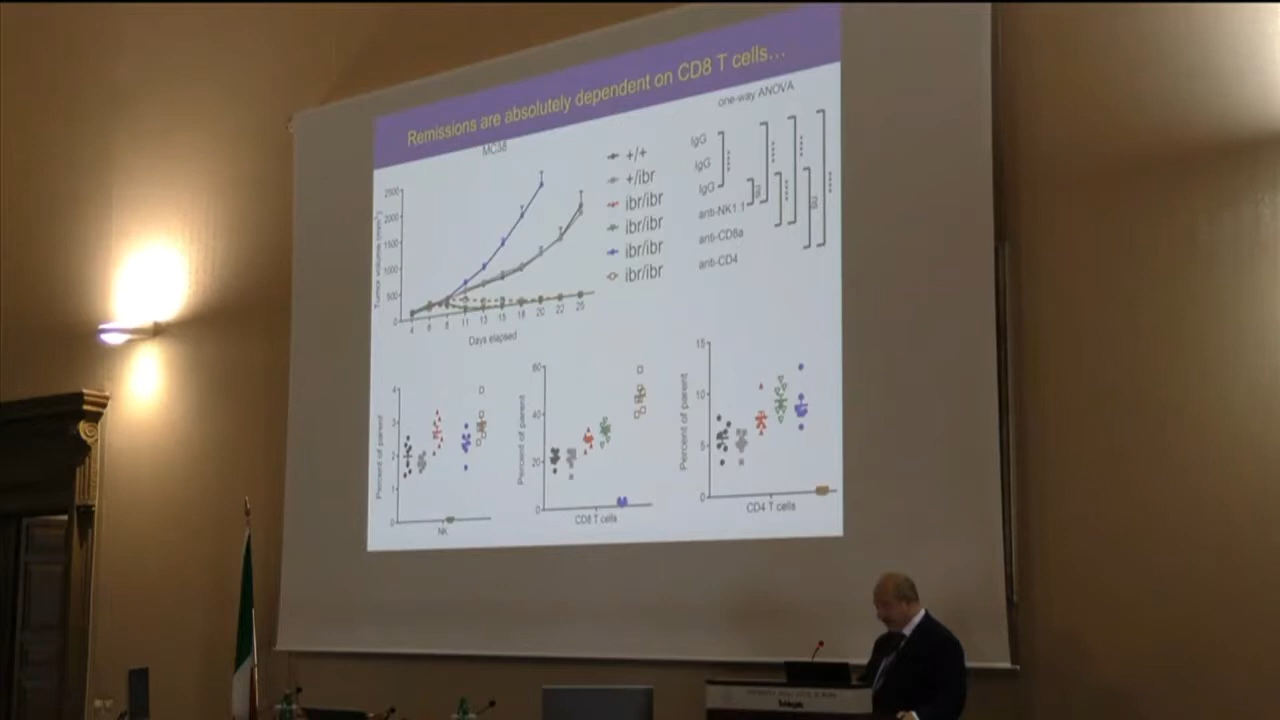 Remissions are absolutely dependent on CD8 T cells...
one-way ANOVA
MC38
+/+
+/ibr
ibr/ibr
ibr/ibr
ibr/ibr
ibr/ibr
IgG
IgG
IgG
anti-NK1.1
anti-CD8a
anti-CD4
****
ns
****
****
****
ns
****
Tumor volume (mm³)
2500
2000
1500
1000
500
0
4 6 8 11 13 15 18 20 22 25
Days elapsed
Percent of parent
4
3
2
1
0
NK
Percent of parent
60
40
20
0
CD8 T cells
Percent of parent
15
10
5
0
CD4 T cells